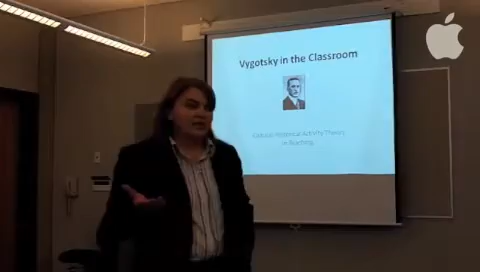 Vygotsky in the Classroom
Cultural Historical Activity Theory
in Teaching